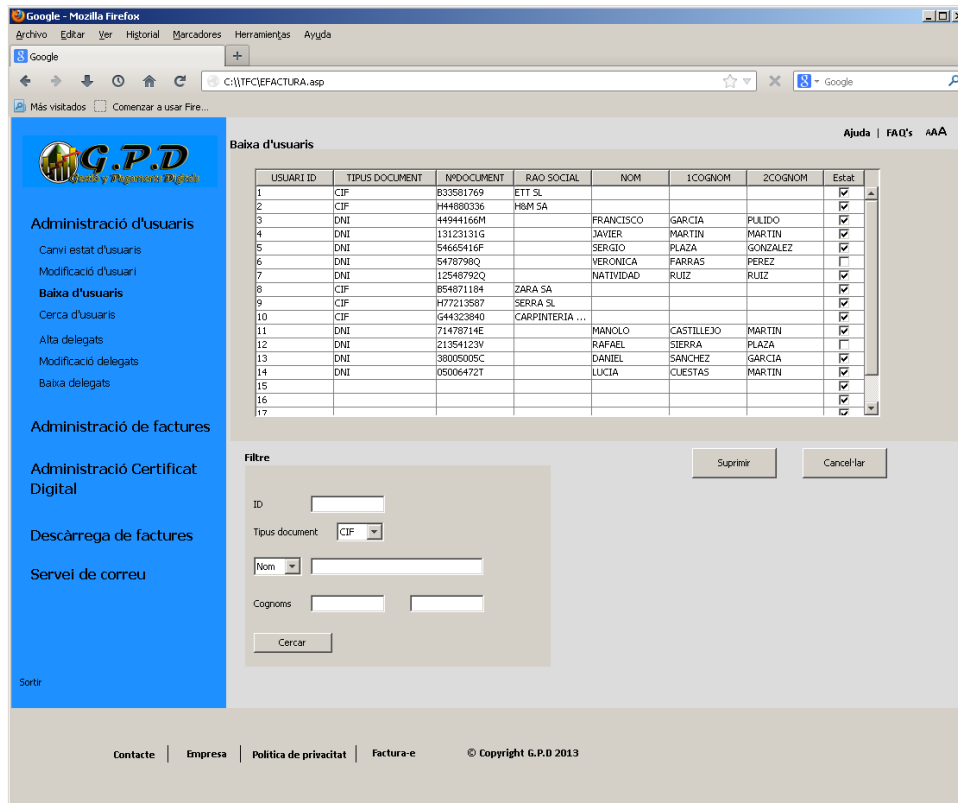 Google - Mozilla Firefox
Archivo Editar Ver Historial Marcadores Herramientas Ayuda
Google
C:\\TFC\EFACTURA.asp
Google
Más visitados Comenzar a usar Fire...
Ajuda | FAQ's AAA
G.P.D
Baixa d'usuaris
USUARI ID TIPUS DOCUMENT NºDOCUMENT RAO SOCIAL NOM 1COGNOM 2COGNOM Estat
1 CIF B33581769 ETT SL
2 CIF H44880336 H&M SA
3 DNI 44944166M FRANCISCO GARCIA PULIDO
4 DNI 13123131G JAVIER MARTIN MARTIN
5 DNI 54665416F SERGIO PLAZA GONZALEZ
6 DNI 5478798Q VERONICA FARRAS PEREZ
7 DNI 12548792Q NATIVIDAD RUIZ RUIZ
8 CIF B54871184 ZARA SA
9 CIF H77213587 SERRA SL
10 CIF G44323840 CARPINTERIA ...
11 DNI 71478714E MANOLO CASTILLEJO MARTIN
12 DNI 21354123V RAFAEL SIERRA PLAZA
13 DNI 38005005C DANIEL SANCHEZ GARCIA
14 DNI 05006472T LUCIA CUESTAS MARTIN
15
16
17
Administració d'usuaris
Canvi estat d'usuaris
Modificació d'usuari
Baixa d'usuaris
Cerca d'usuaris
Alta delegats
Modificació delegats
Baixa delegats
Administració de factures
Administració Certificat
Digital
Descàrrega de factures
Servei de correu
Sortir
Filtre
Suprimir Cancel·lar
ID
Tipus document CIF
Nom
Cognoms
Cercar
Contacte | Empresa | Política de privacitat | Factura-e © Copyright G.P.D 2013